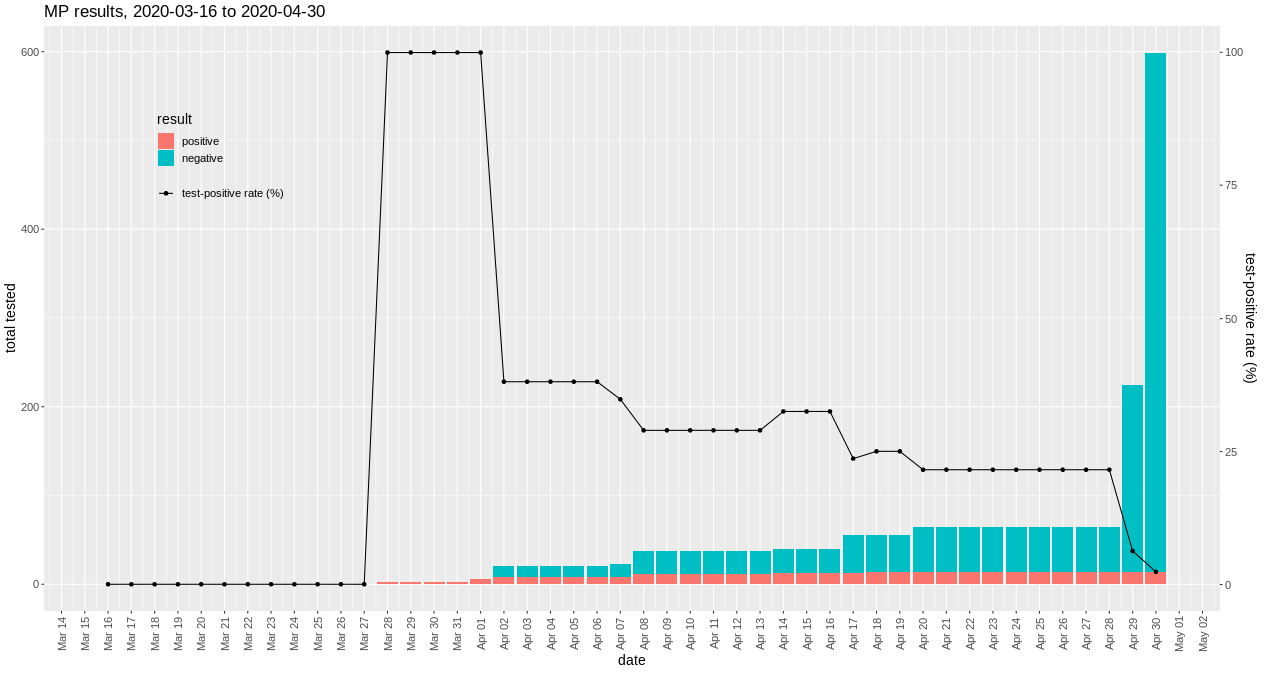 MP results, 2020-03-16 to 2020-04-30
600
400
200
0
total tested
result
positive
negative
test-positive rate (%)
100
75
50
25
0
test-positive rate (%)
Mar 14
Mar 15
Mar 16
Mar 17
Mar 18
Mar 19
Mar 20
Mar 21
Mar 22
Mar 23
Mar 24
Mar 25
Mar 26
Mar 27
Mar 28
Mar 29
Mar 30
Mar 31
Apr 01
Apr 02
Apr 03
Apr 04
Apr 05
Apr 06
Apr 07
Apr 08
Apr 09
Apr 10
Apr 11
Apr 12
Apr 13
Apr 14
Apr 15
Apr 16
Apr 17
Apr 18
Apr 19
Apr 20
Apr 21
Apr 22
Apr 23
Apr 24
Apr 25
Apr 26
Apr 27
Apr 28
Apr 29
Apr 30
May 01
May 02
date